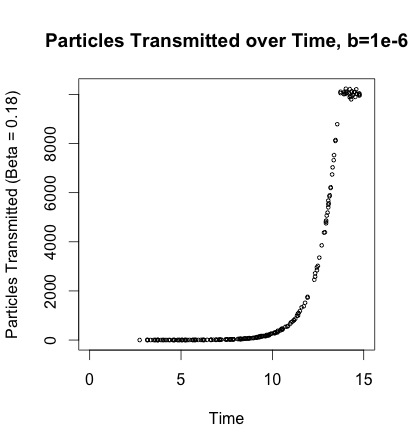 Particles Transmitted over Time, b=1e-6
Particles Transmitted (Beta = 0.18)
8000
6000
4000
2000
0
0 5 10 15
Time